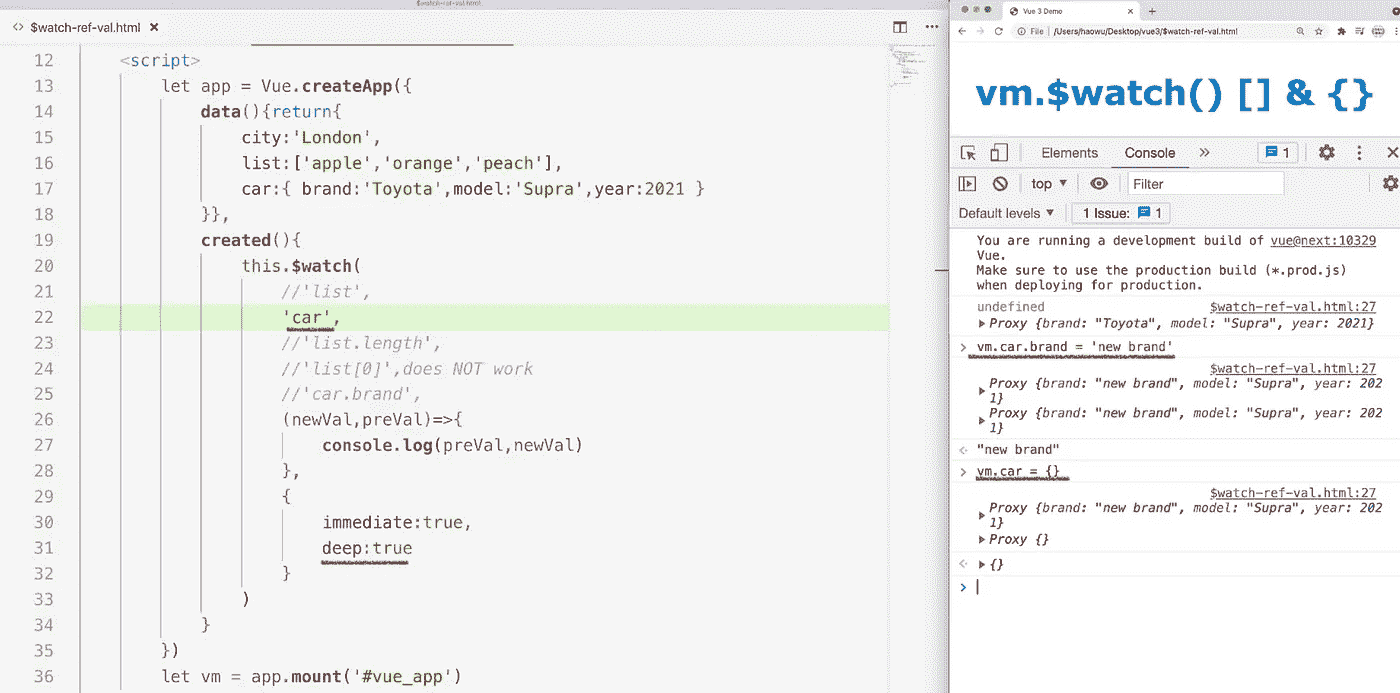 $watch-ref-val.html
<> $watch-ref-val.html ×
12 <script>
13 let app = Vue.createApp({
14 data(){return{
15 city:'London',
16 list:['apple','orange','peach'],
17 car:{ brand:'Toyota',model:'Supra',year:2021 }
18 }},
19 created(){
20 this.$watch(
21 //'list',
22 'car',
23 //'list.length',
24 //'list[0]',does NOT work
25 //'car.brand',
26 (newVal,preVal)=>{
27 console.log(preVal,newVal)
28 },
29 {
30 immediate:true,
31 deep:true
32 }
33 )
34 }
35 })
36 let vm = app.mount('#vue_app')
Vue 3 Demo × +
File | /Users/haowu/Desktop/vue3/$watch-ref-val.html
vm.$watch() [] & {}
Elements Console » 1
top ▼ Filter
Default levels ▼ 1 Issue: 1
You are running a development build of vue@next:10329
Vue.
Make sure to use the production build (*.prod.js)
when deploying for production.
undefined $watch-ref-val.html:27
▶ Proxy {brand: "Toyota", model: "Supra", year: 2021}
> vm.car.brand = 'new brand'
$watch-ref-val.html:27
▶ Proxy {brand: "new brand", model: "Supra", year: 202
1}
▶ Proxy {brand: "new brand", model: "Supra", year: 202
1}
"new brand"
> vm.car = {}
$watch-ref-val.html:27
▶ Proxy {brand: "new brand", model: "Supra", year: 202
1}
▶ Proxy {}
▶ {}
>